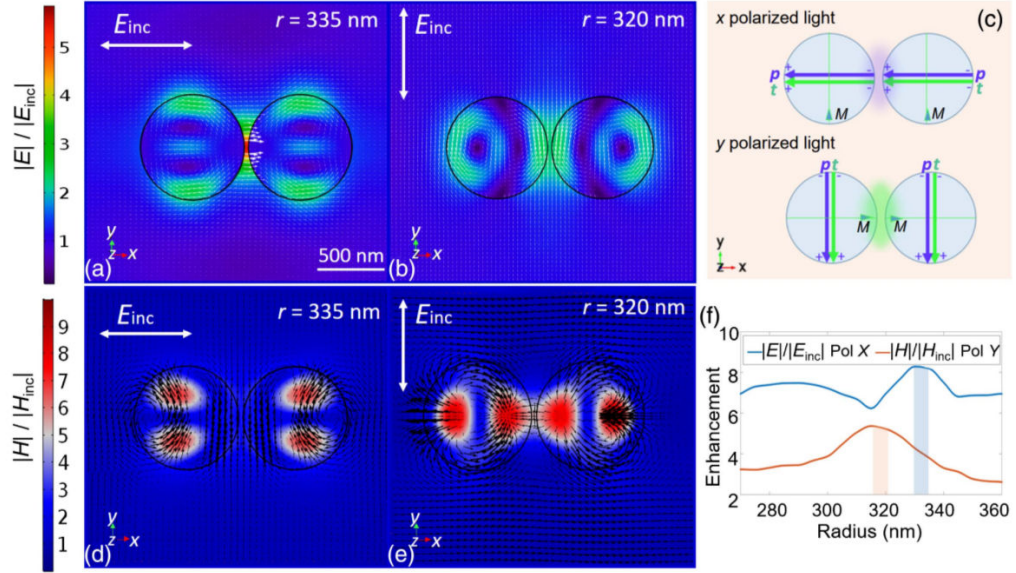 |E| / |Einc|
5
4
3
2
1
Einc
r = 335 nm
y
z x
500 nm
(a)
Einc
r = 320 nm
y
z x
(b)
(c)
x polarized light
+ - + -
p p
t
+ - + -
M M
y polarized light
p t p t
- - - -
M M
+ + + +
y
z x
|H| / |Hinc|
9
8
7
6
5
4
3
2
1
Einc
r = 335 nm
y
z x
(d)
Einc
r = 320 nm
y
z x
(e)
(f)
|E|/|Einc| Pol X
|H|/|Hinc| Pol Y
Enhancement
10
8
6
4
2
280 300 320 340 360
Radius (nm)